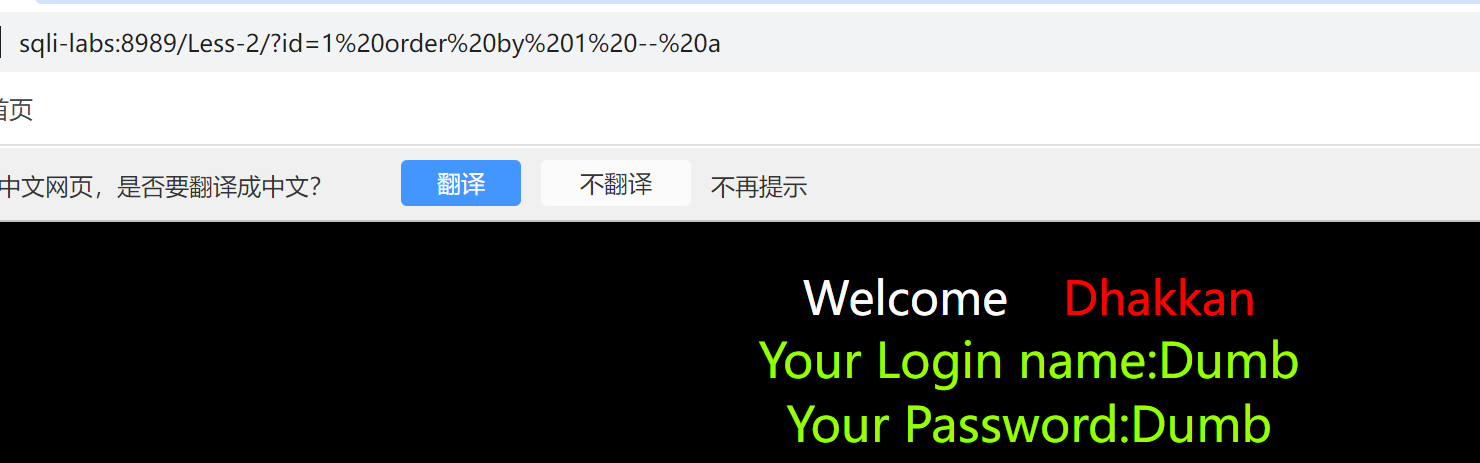 sqli-labs:8989/Less-2/?id=1%20order%20by%201%20--%20a
首页
中文网页，是否要翻译成中文？ 翻译 不翻译 不再提示
Welcome Dhakkan
Your Login name:Dumb
Your Password:Dumb